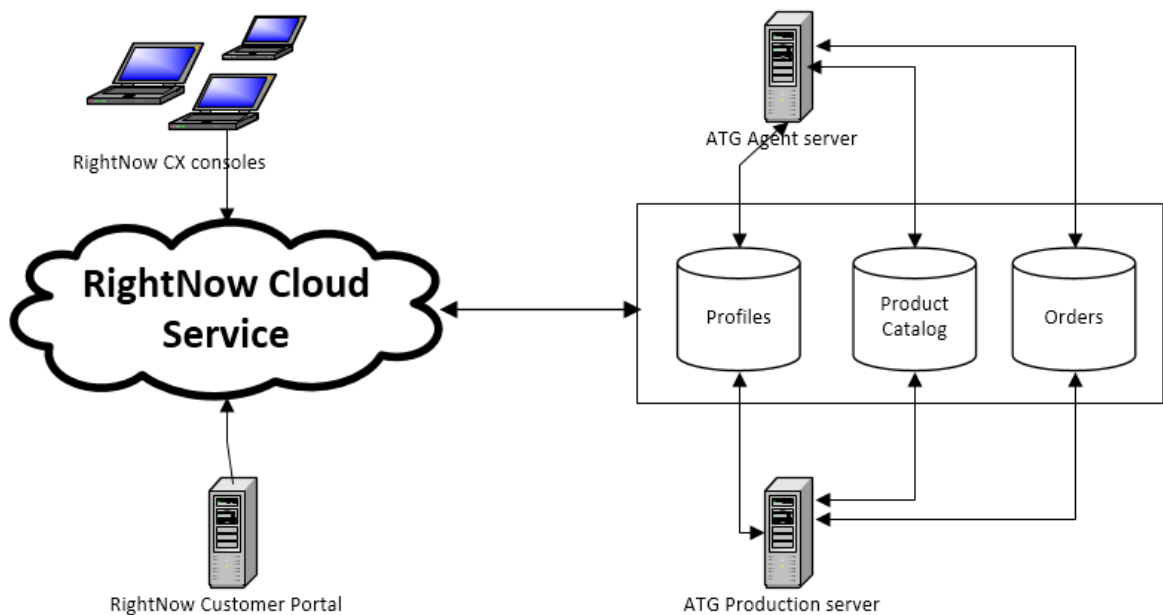 RightNow CX consoles
ATG Agent server
RightNow Cloud
Service
Profiles
Product
Catalog
Orders
RightNow Customer Portal
ATG Production server